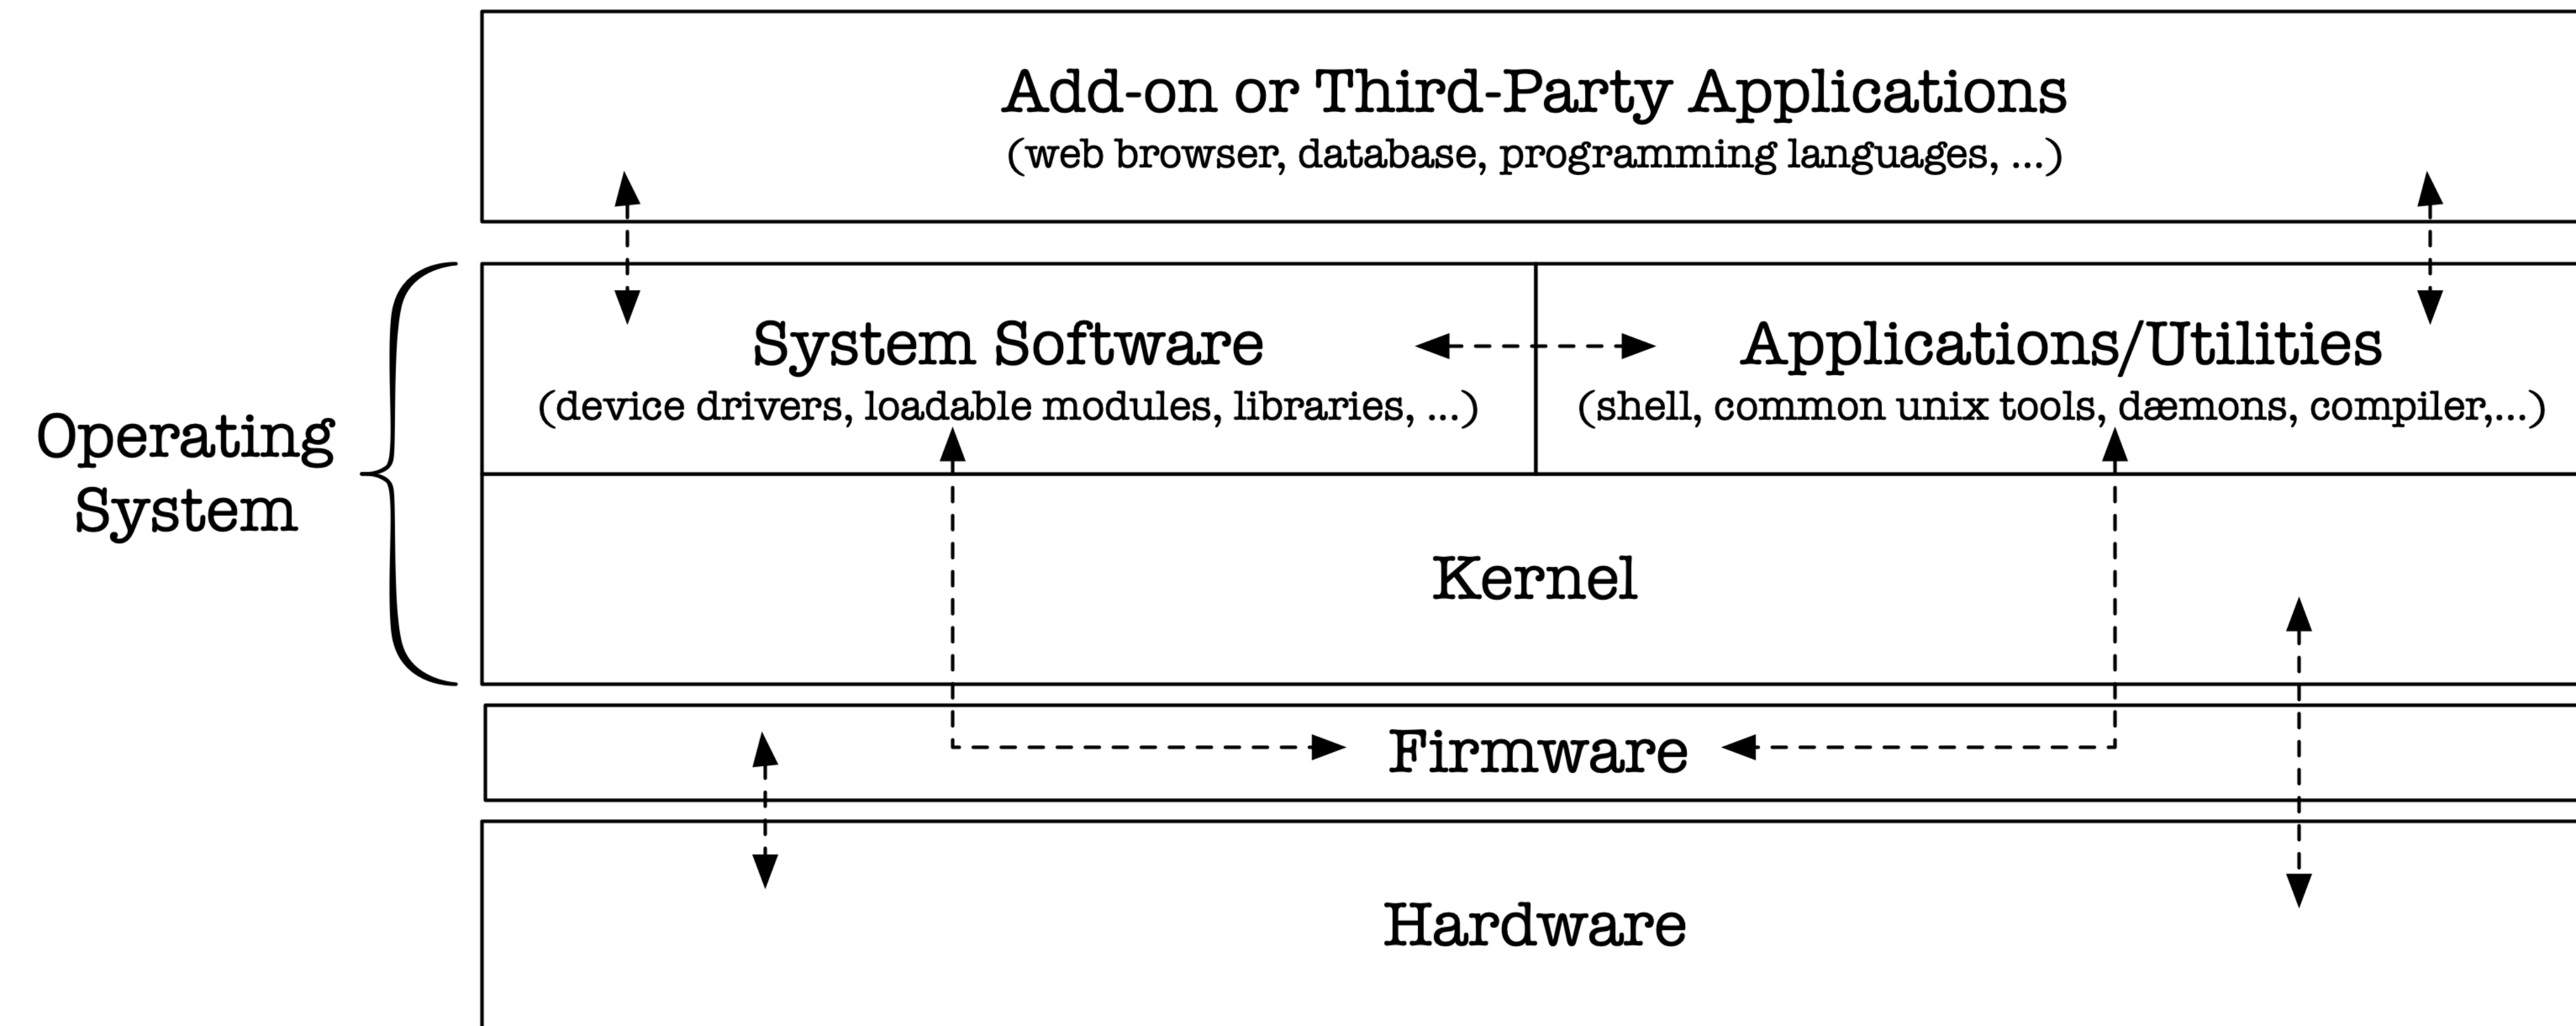 Add-on or Third-Party Applications
(web browser, database, programming languages, ...)
Operating
System
System Software
(device drivers, loadable modules, libraries, ...)
Applications/Utilities
(shell, common unix tools, dæmons, compiler,...)
Kernel
Firmware
Hardware